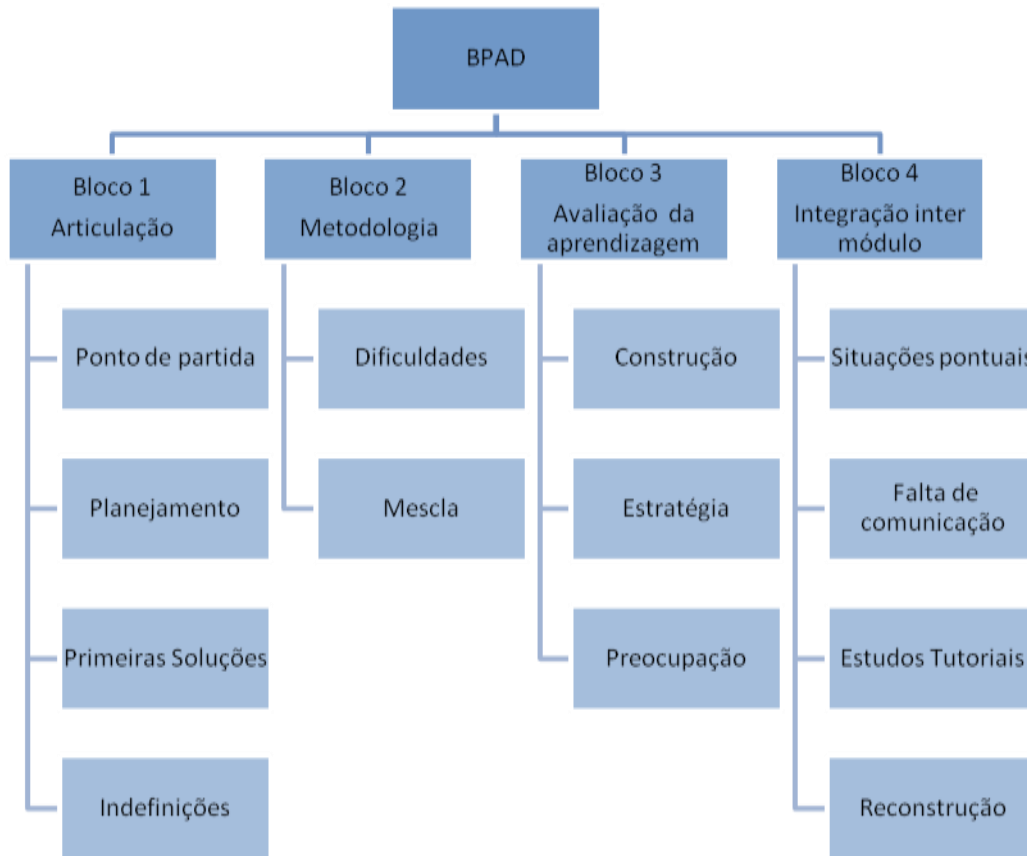 BPAD
Bloco 1
Articulação
Ponto de partida
Planejamento
Primeiras Soluções
Indefinições
Bloco 2
Metodologia
Dificuldades
Mescla
Bloco 3
Avaliação da
aprendizagem
Construção
Estratégia
Preocupação
Bloco 4
Integração inter
módulo
Situações pontuais
Falta de
comunicação
Estudos Tutoriais
Reconstrução